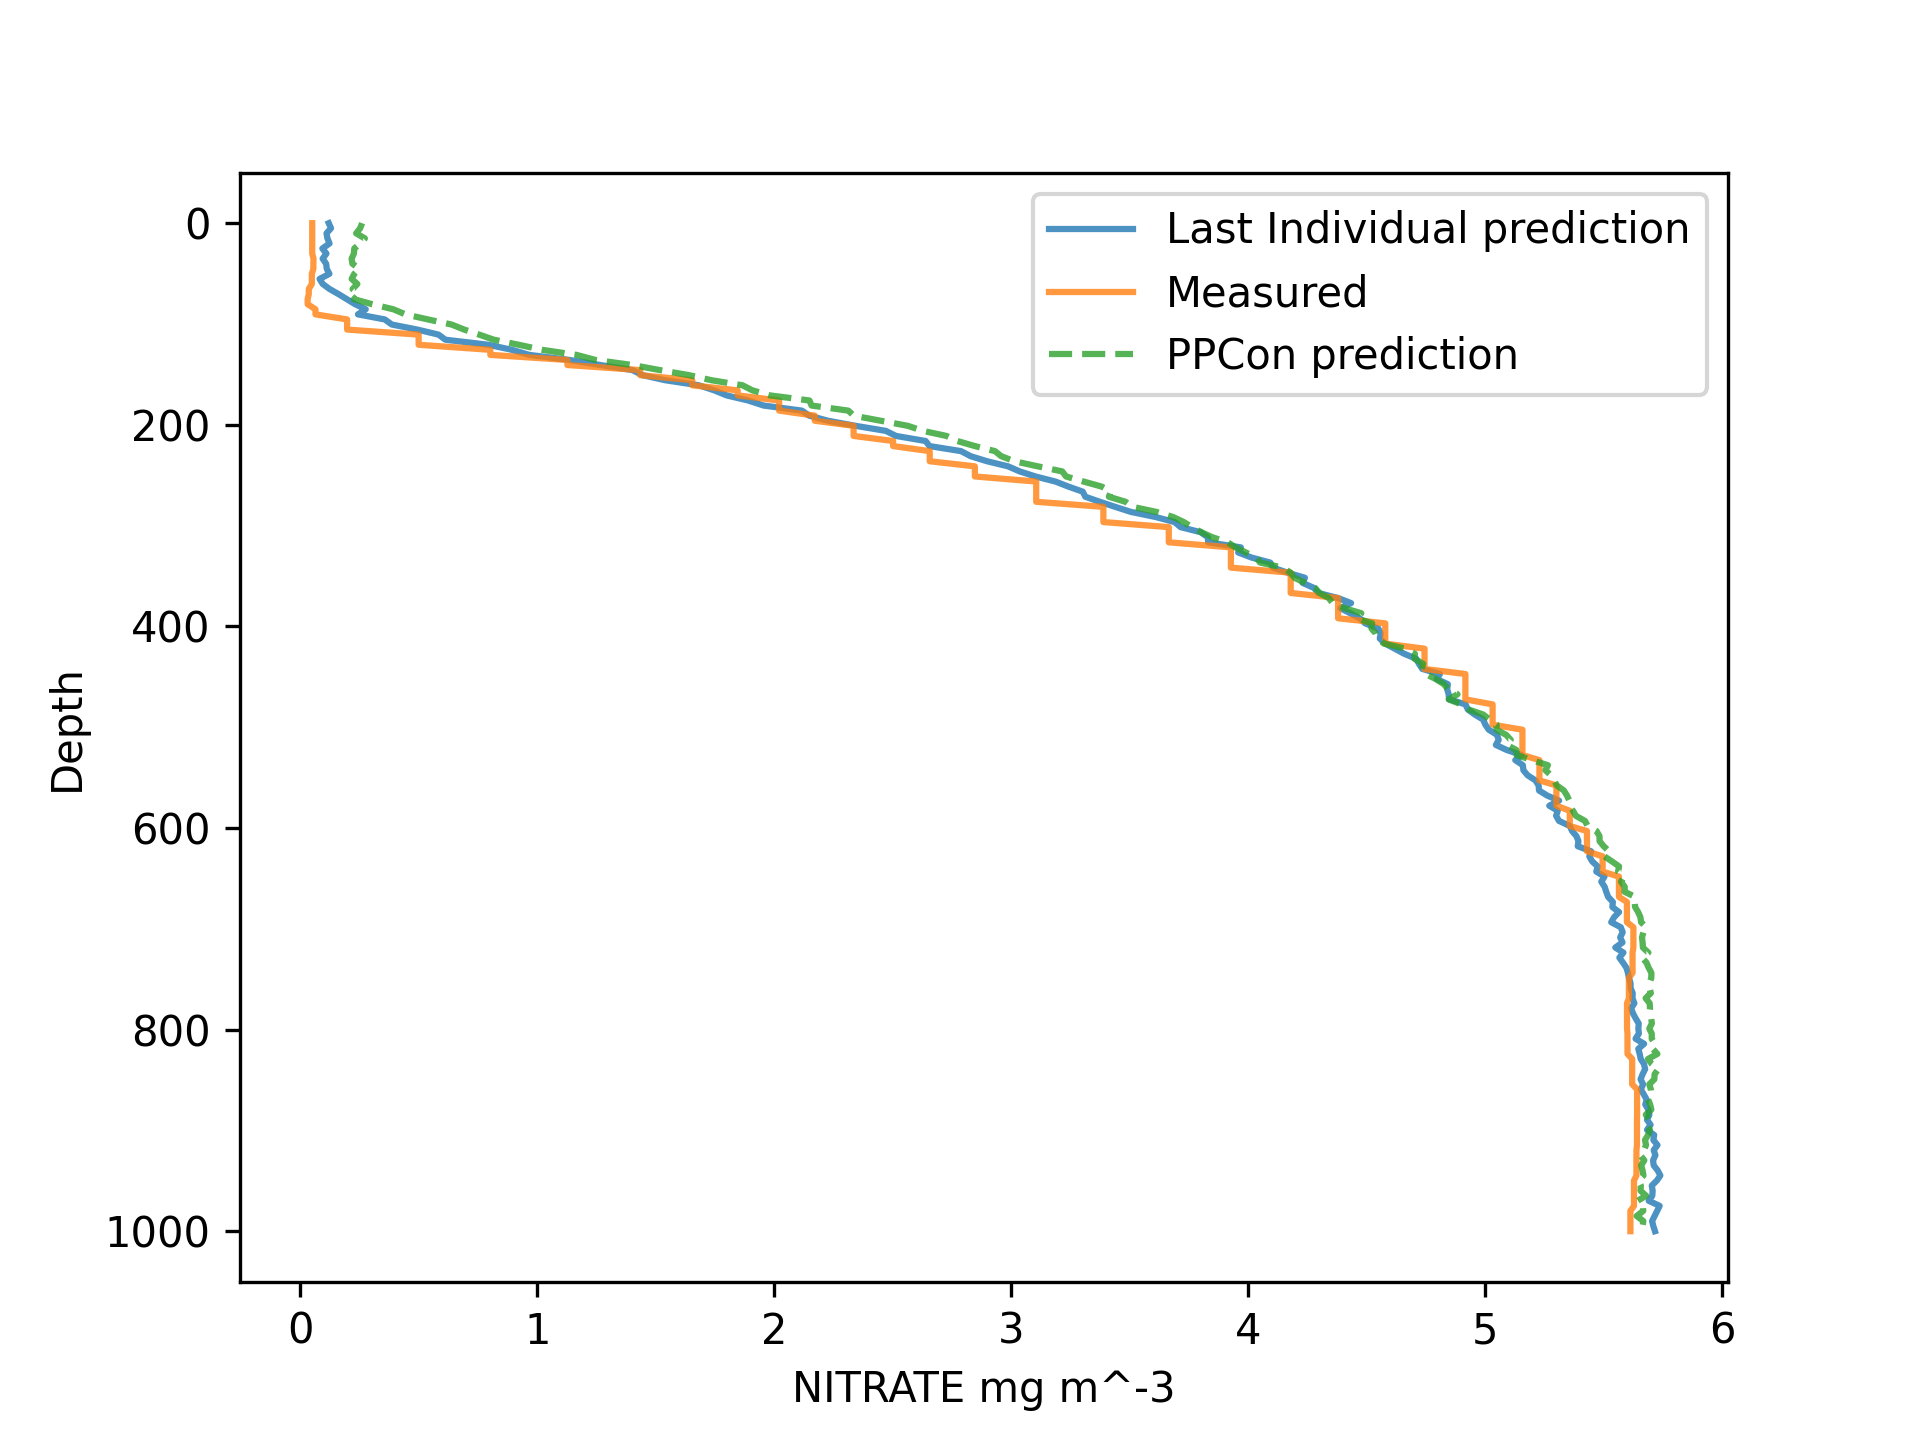 Last Individual prediction
Measured
PPCon prediction
0
200
400
600
800
1000
Depth
0 1 2 3 4 5 6
NITRATE mg m^-3